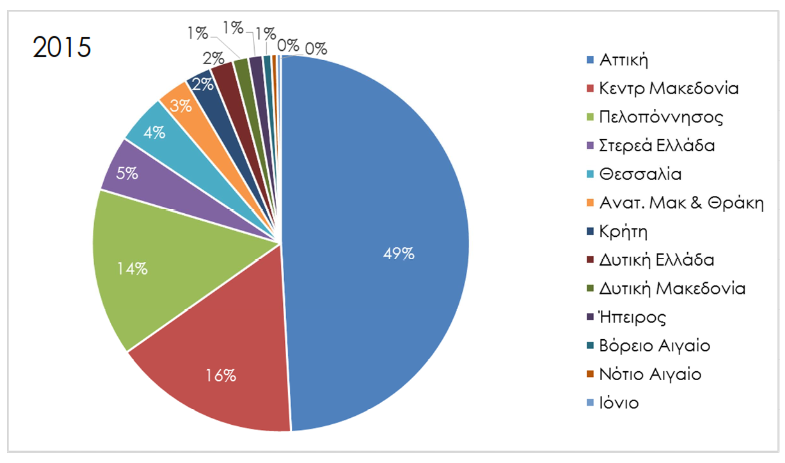 2015
1%
1%
1%
0%
0%
2%
2%
3%
4%
5%
14%
16%
49%
Αττική
Κεντρ Μακεδονία
Πελοπόννησος
Στερεά Ελλάδα
Θεσσαλία
Ανατ. Μακ & Θράκη
Κρήτη
Δυτική Ελλάδα
Δυτική Μακεδονία
Ήπειρος
Βόρειο Αιγαίο
Νότιο Αιγαίο
Ιόνιο